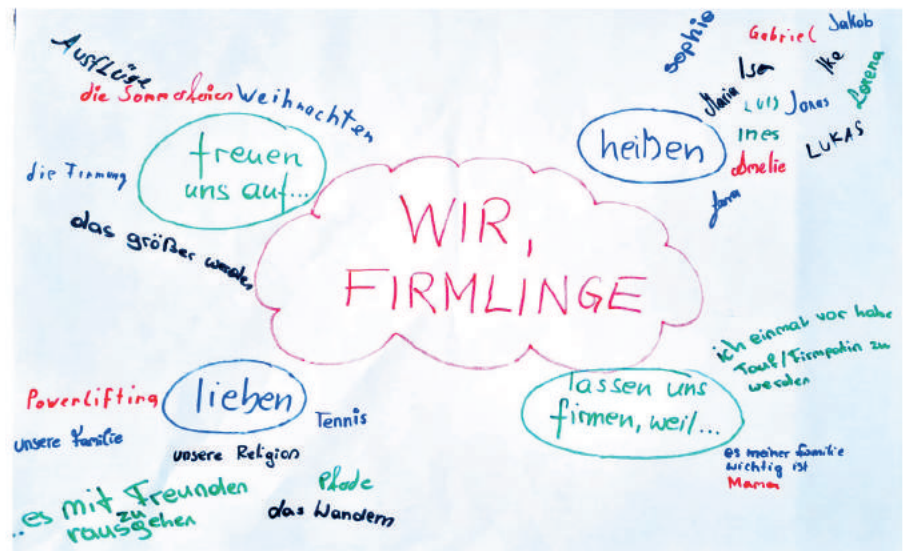 WIR,
FIRMLINGE
freuen
uns auf...
Ausflüge
die Sommerferien
Weihnachten
die Firmung
das größer werden
heißen
Sophie
Gabriel
Jakob
Isa
Ike
Maria
LUIS
Jonas
Lorena
Ines
LUKAS
Amelie
Jana
lieben
Powerlifting
unsere Familie
Tennis
unsere Religion
Pfade
das Wandern
...es mit Freunden
zu
rausgehen
lassen uns
firmen, weil...
ich einmal vor habe
Tauf/Firmpatin zu
werden
es meiner Familie
wichtig ist
Mama